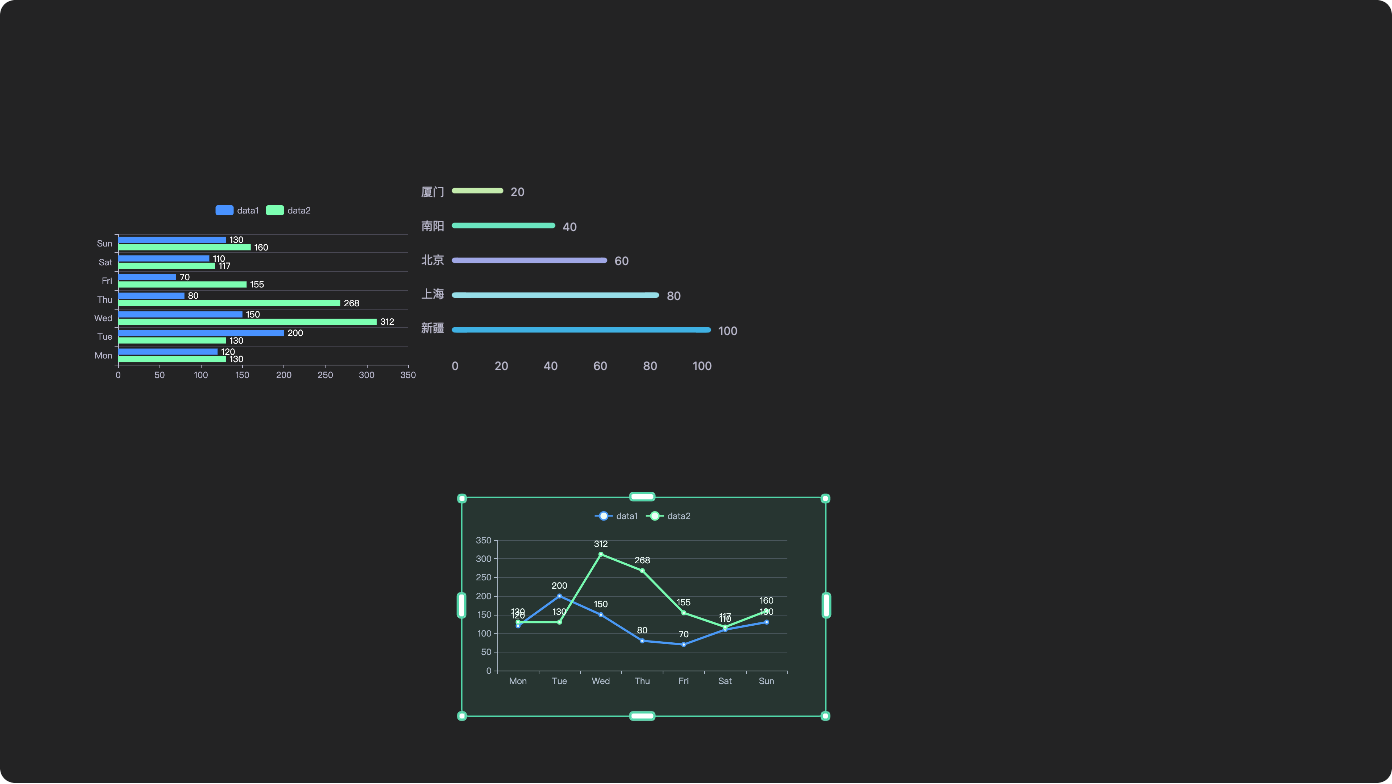 data1 data2
Sun 130
160
Sat 110
117
Fri 70
155
Thu 80
268
Wed 150
312
Tue 200
130
Mon 120
130
0 50 100 150 200 250 300 350
厦门 20
南阳 40
北京 60
上海 80
新疆 100
0 20 40 60 80 100
data1 data2
350
300
250
200
150
100
50
0
312
268
200
150
155
160
130
130
120
130
117
110
130
80
70
Mon Tue Wed Thu Fri Sat Sun